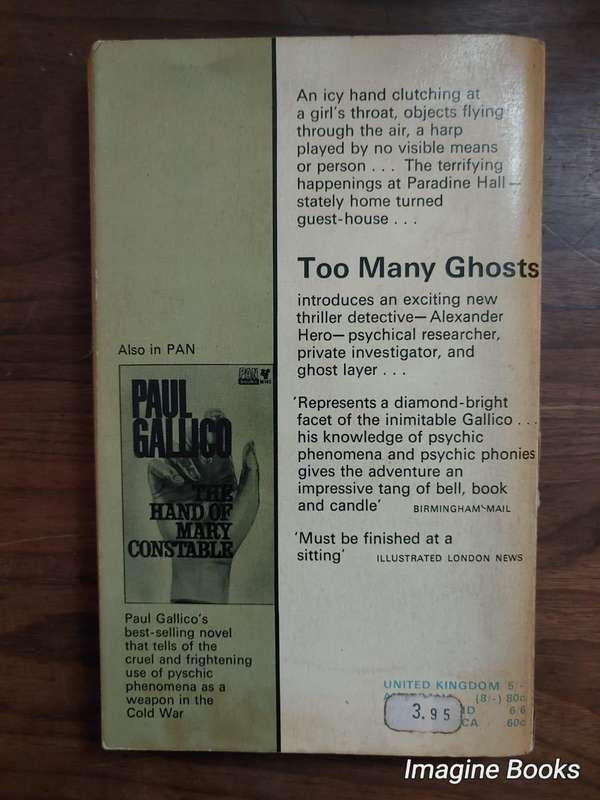 An icy hand clutching at
a girl's throat, objects flying
through the air, a harp
played by no visible means
or person . . . The terrifying
happenings at Paradine Hall—
stately home turned
guest-house . . .
Too Many Ghosts
introduces an exciting new
thriller detective—Alexander
Hero—psychical researcher,
private investigator, and
ghost layer . . .
'Represents a diamond-bright
facet of the inimitable Gallico . . .
his knowledge of psychic
phenomena and psychic phonies
gives the adventure an
impressive tang of bell, book
and candle' BIRMINGHAM MAIL
'Must be finished at a
sitting' ILLUSTRATED LONDON NEWS
Also in PAN
PAN
PAUL
GALLICO
THE
HAND OF
MARY
CONSTABLE
Paul Gallico's
best-selling novel
that tells of the
cruel and frightening
use of pyschic
phenomena as a
weapon in the
Cold War
UNITED KINGDOM 5/-
(8/-) 80c
6/6
CA 60c
3.95
Imagine Books